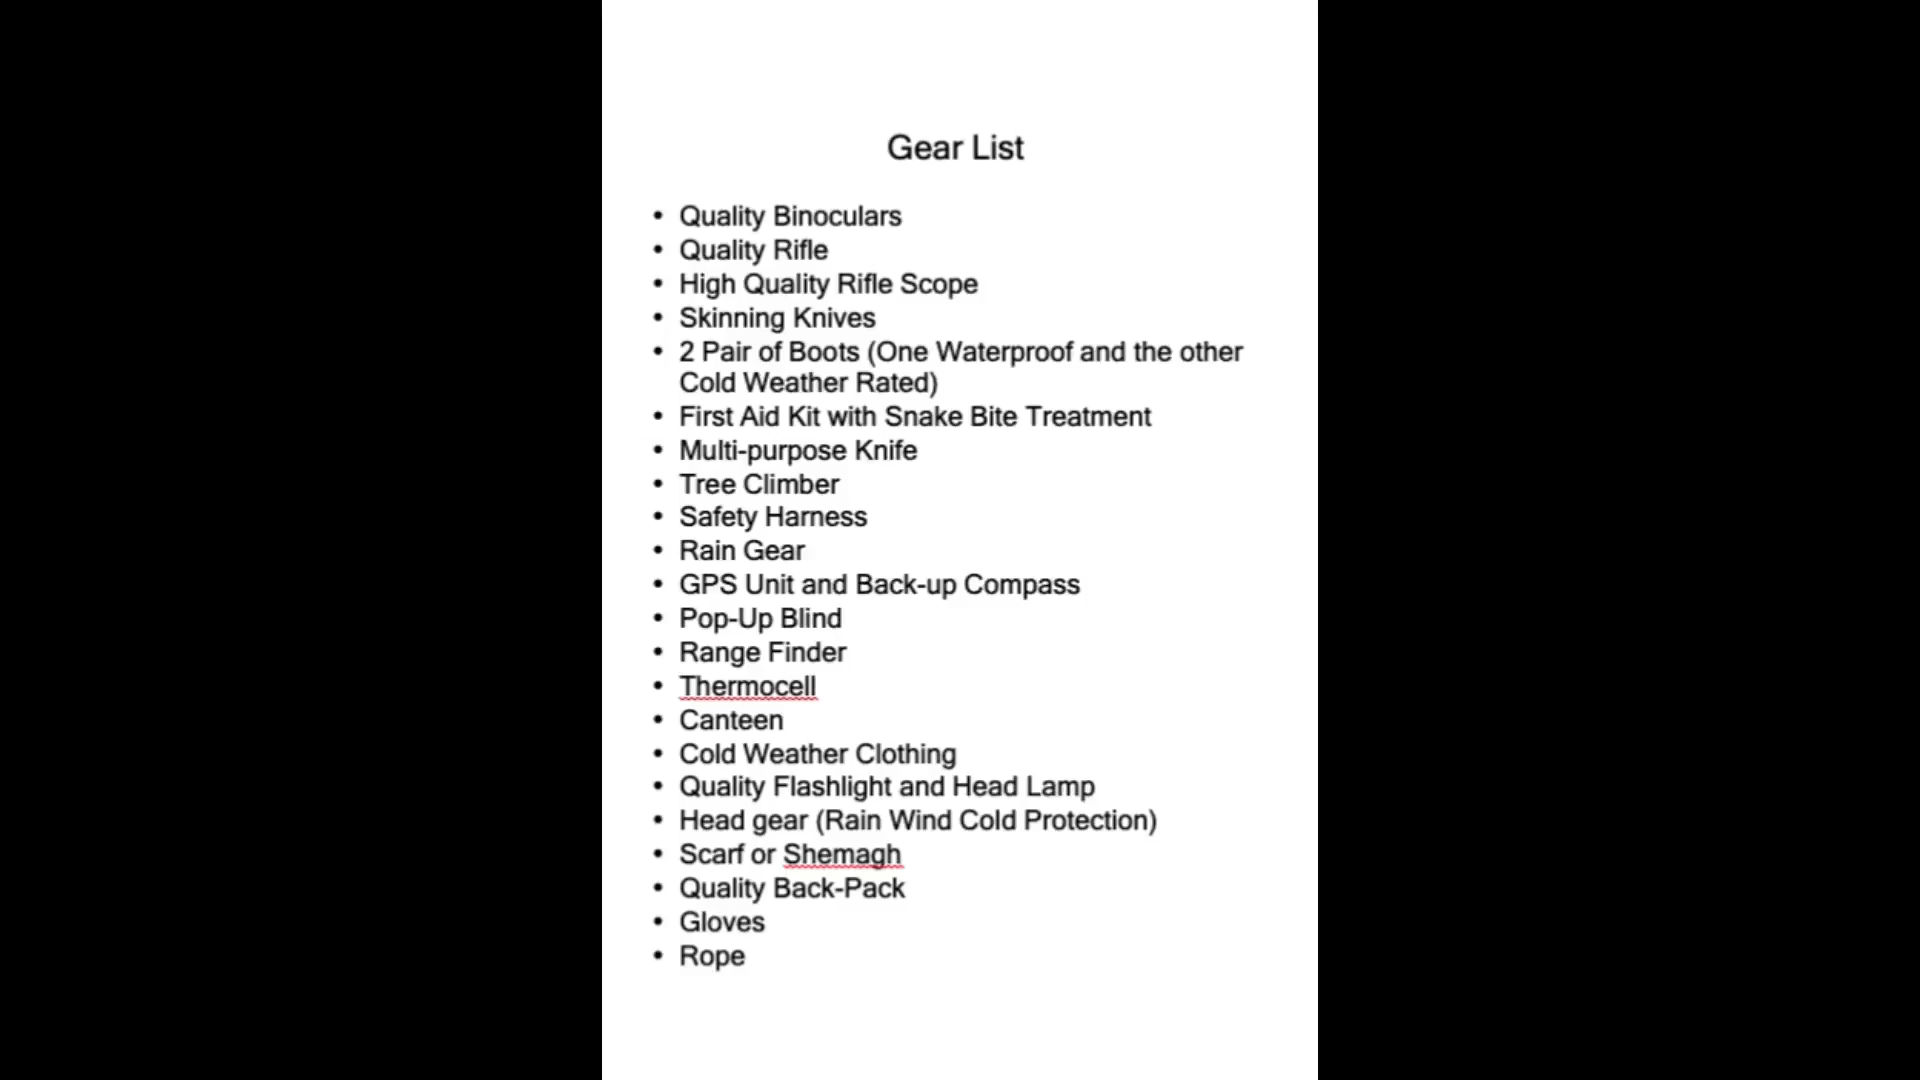 Gear List
• Quality Binoculars
• Quality Rifle
• High Quality Rifle Scope
• Skinning Knives
• 2 Pair of Boots (One Waterproof and the other
Cold Weather Rated)
• First Aid Kit with Snake Bite Treatment
• Multi-purpose Knife
• Tree Climber
• Safety Harness
• Rain Gear
• GPS Unit and Back-up Compass
• Pop-Up Blind
• Range Finder
• Thermocell
• Canteen
• Cold Weather Clothing
• Quality Flashlight and Head Lamp
• Head gear (Rain Wind Cold Protection)
• Scarf or Shemagh
• Quality Back-Pack
• Gloves
• Rope